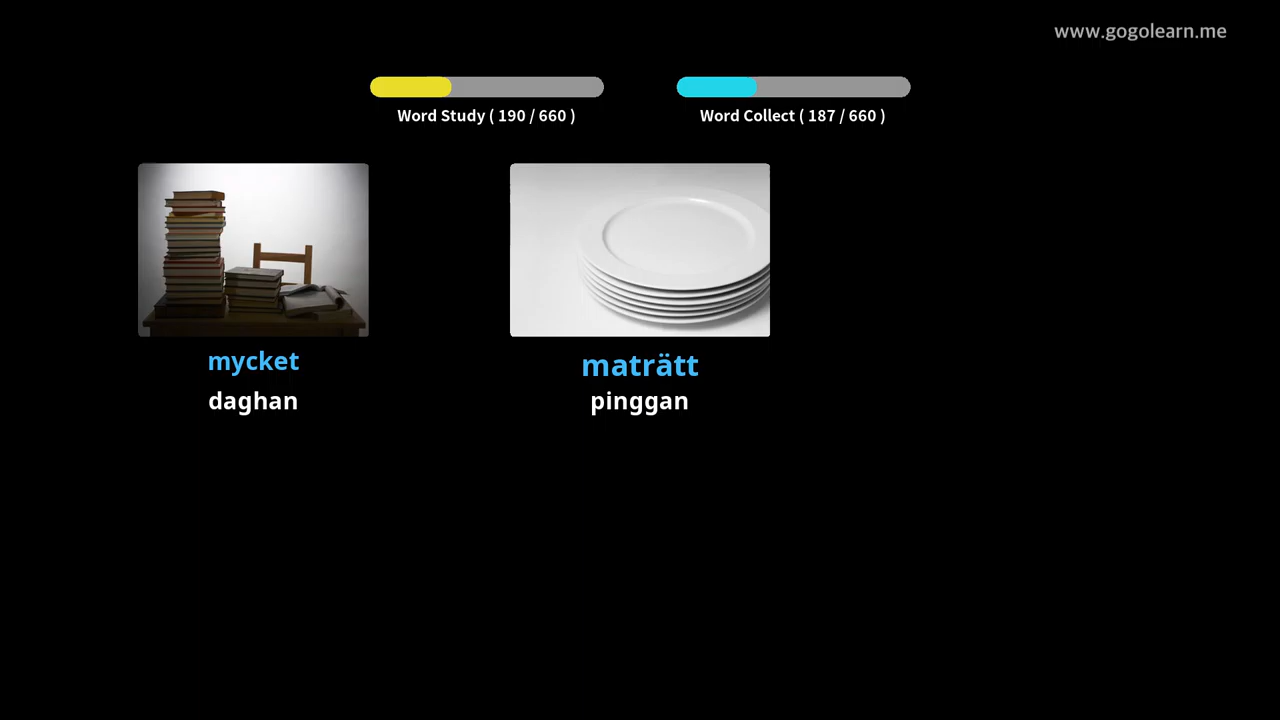 www.gogolearn.me
Word Study ( 190 / 660 )
Word Collect ( 187 / 660 )
mycket
daghan
maträtt
pinggan